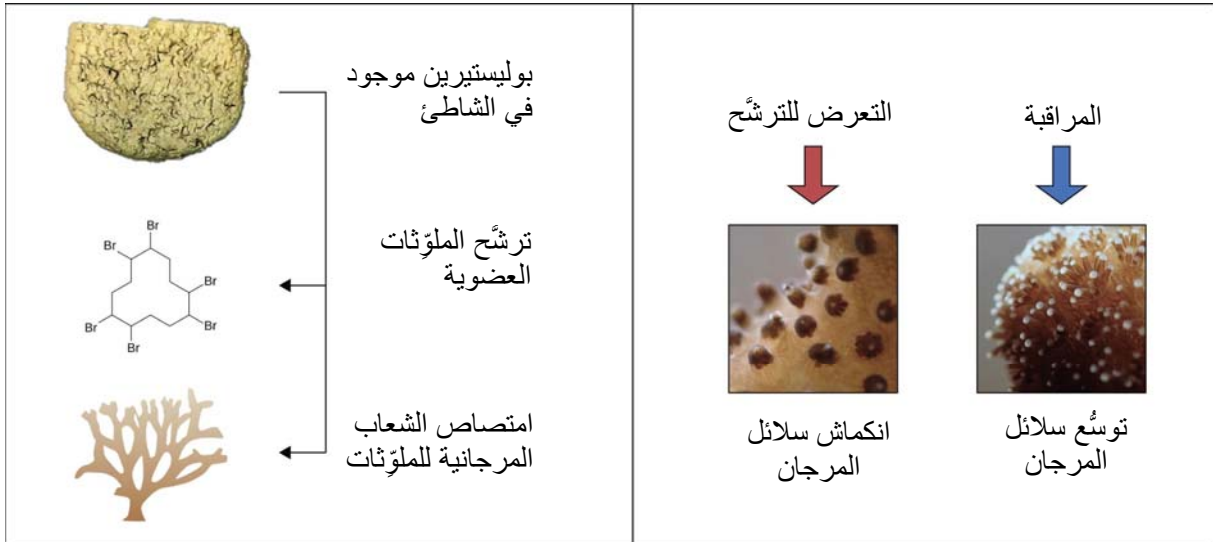 بوليستيرين موجود
في الشاطئ
Br
Br
Br
Br
Br
Br
ترشَّح الملوِّثات
العضوية
امتصاص الشعاب
المرجانية للملوِّثات
المراقبة
توسُّع سلائل
المرجان
التعرض للترشَّح
انكماش سلائل
المرجان